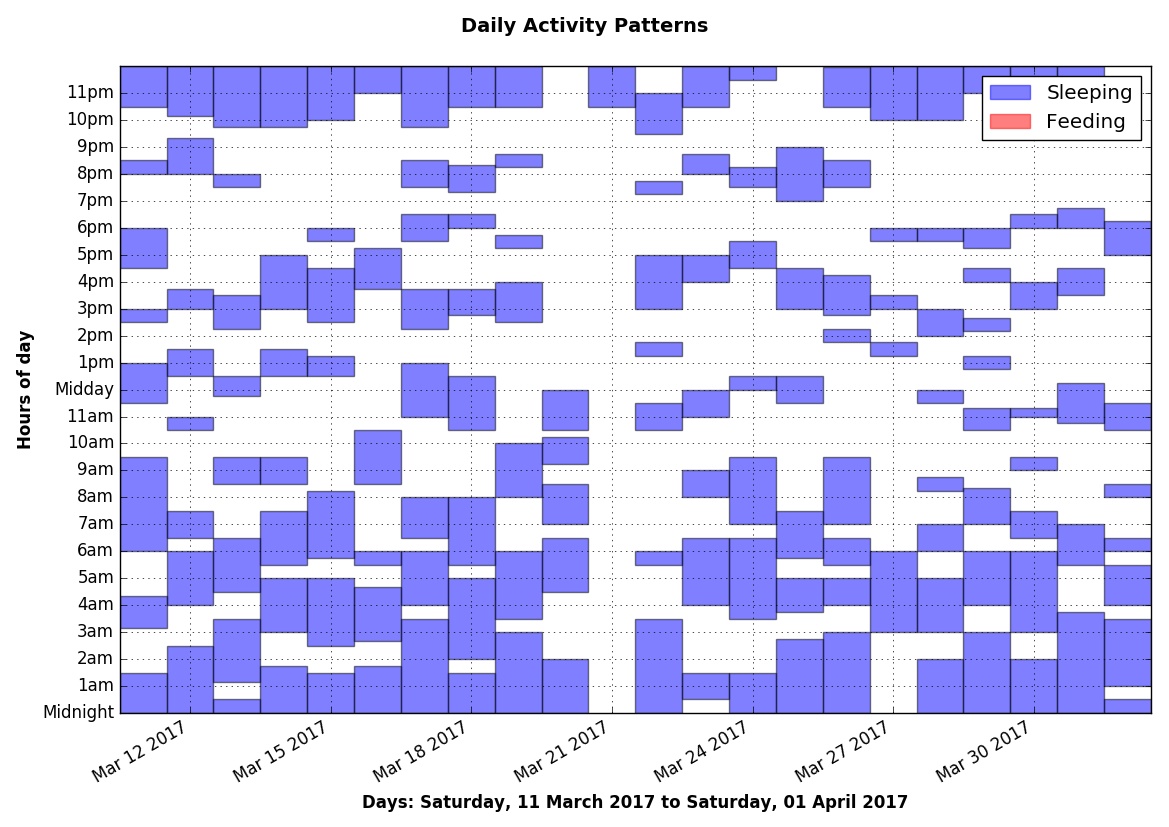 Daily Activity Patterns
Sleeping
Feeding
11pm
10pm
9pm
8pm
7pm
6pm
5pm
4pm
3pm
2pm
1pm
Midday
11am
10am
9am
8am
7am
6am
5am
4am
3am
2am
1am
Midnight
Hours of day
Mar 12 2017
Mar 15 2017
Mar 18 2017
Mar 21 2017
Mar 24 2017
Mar 27 2017
Mar 30 2017
Days: Saturday, 11 March 2017 to Saturday, 01 April 2017